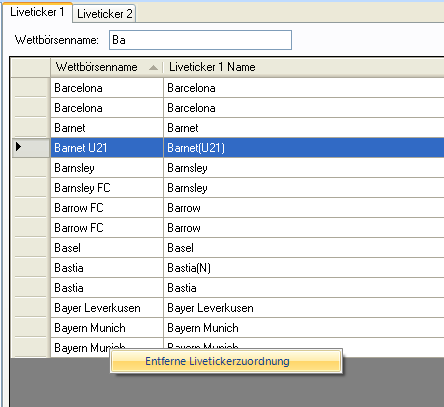 Liveticker 1 Liveticker 2
Wettbörsenname: Ba
Wettbörsenname Liveticker 1 Name
Barcelona Barcelona
Barcelona Barcelona
Barnet Barnet
Barnet U21 Barnet(U21)
Barnsley Barnsley
Barnsley FC Barnsley
Barrow FC Barrow
Barrow FC Barrow
Basel Basel
Bastia Bastia(N)
Bastia Bastia
Bayer Leverkusen Bayer Leverkusen
Bayern Munich Bayern Munich
Bayern Munich Bayern Munich
Entferne Livetickerzuordnung